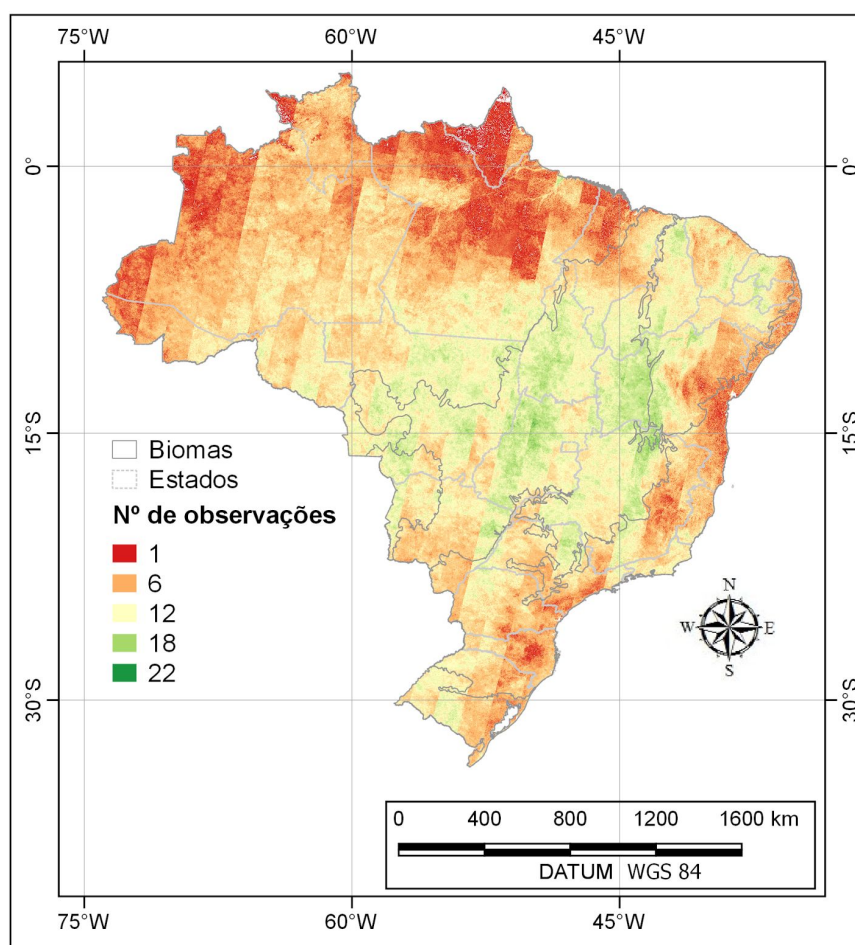 75°W 60°W 45°W
0° 0°
15°S 15°S
Biomas
Estados
Nº de observações
1
6
12
18
22
N
W E
S
30°S 30°S
0 400 800 1200 1600 km
DATUM WGS 84
75°W 60°W 45°W